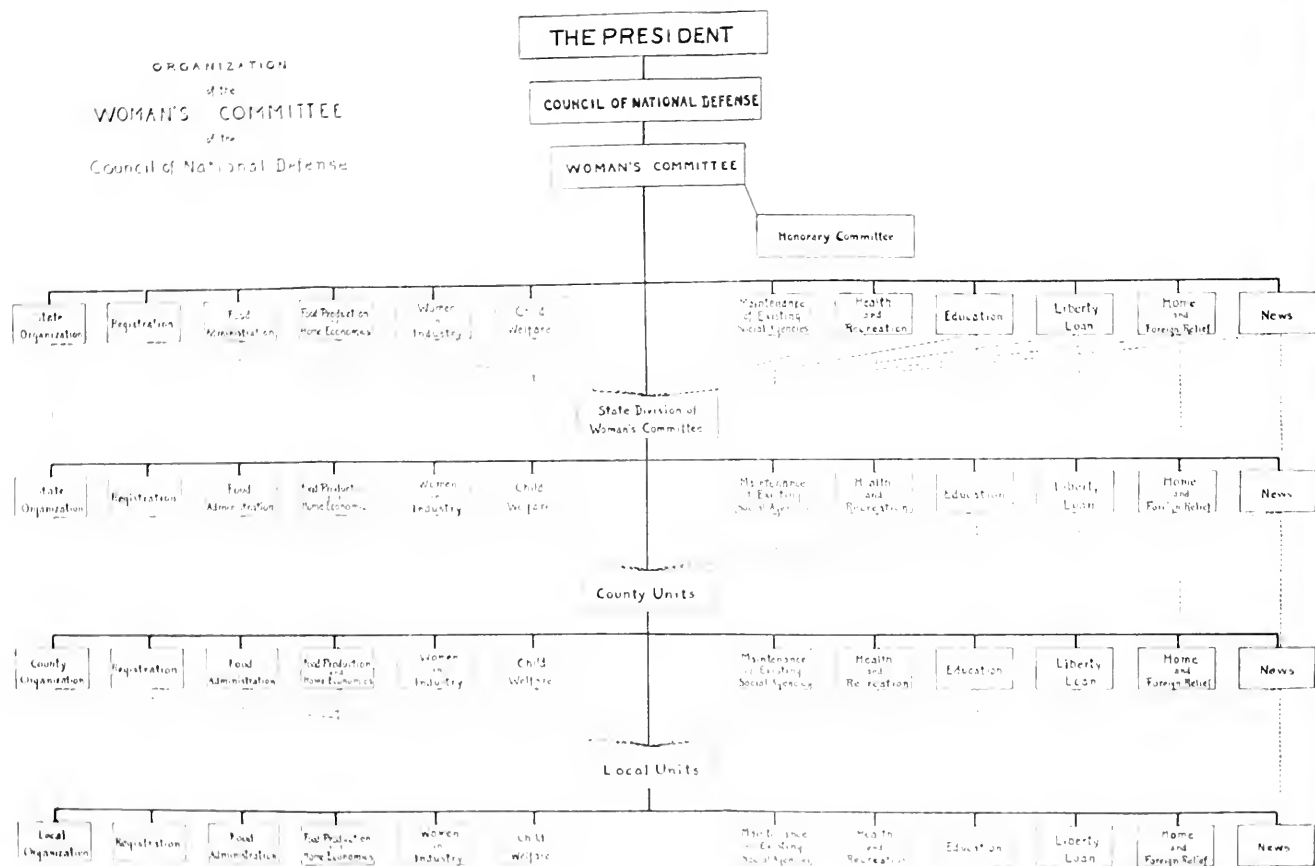 THE PRESIDENT
ORGANIZATION
of the
WOMAN'S COMMITTEE
of the
Council of National Defense
COUNCIL OF NATIONAL DEFENSE
WOMAN'S COMMITTEE
Honorary Committee
State
Organization
Registration
Food
Administration
Food Production
Home Economics
Women
in
Industry
Child
Welfare
Maintenance
of Existing
Social Agencies
Health
and
Recreation
Education
Liberty
Loan
Home
and
Foreign Relief
News
State Division of
Woman's Committee
State
Organization
Registration
Food
Administration
Food Product
Home Economic
Women
in
Industry
Child
Welfare
Maintenance
f Existing
Social Agencies
Health
and
Recreation
Education
Liberty
Loan
Home
and
Foreign Relief
News
County Units
County
Organization
Registration
Food
Administration
Food Production
and
Home Economics
Women
in
Industry
Child
Welfare
Maintenance
of Existing
Social Agencies
Health
and
Recreation
Education
Liberty
Loan
Home
and
Foreign Relief
News
Local Units
Local
Organization
Registration
Food
Administration
Food Production
Home Economics
Women
in
Industry
Child
Welfare
Maintenance
Existing
Social Agencies
Health
and
Recreation
Education
Liberty
Loan
Home
and
Foreign Relief
News